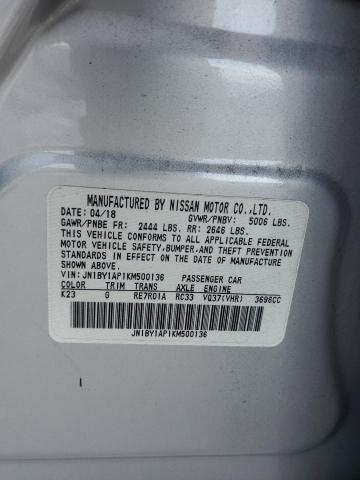 MANUFACTURED BY NISSAN MOTOR CO.,LTD.
DATE: 04/18 GVWR/PNBV: 5006 LBS.
GAWR/PNBE FR: 2444 LBS. RR: 2646 LBS.
THIS VEHICLE CONFORMS TO ALL APPLICABLE FEDERAL
MOTOR VEHICLE SAFETY,BUMPER,AND THEFT PREVENTION
STANDARDS IN EFFECT ON THE DATE OF MANUFACTURE
SHOWN ABOVE.
VIN: JN1BY1AP1KM500136 PASSENGER CAR
COLOR TRIM TRANS AXLE ENGINE
K23 G RE7R01A RC33 VQ37(VHR) 3696CC
JN1BY1AP1KM500136